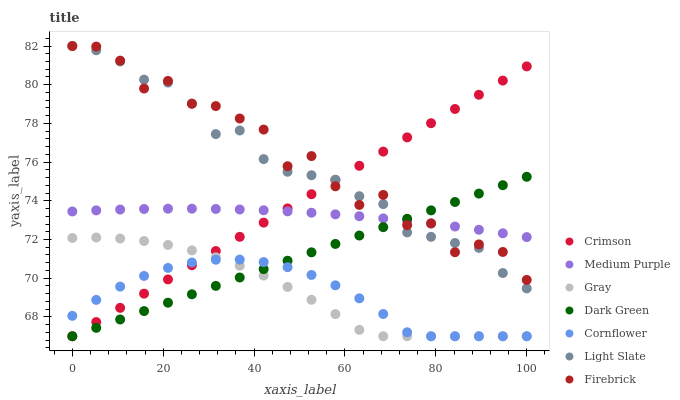 title
82
80
78
76
74
72
70
68
0
20
40
60
80
100
xaxis_label
yaxis_label
Crimson
Medium Purple
Gray
Dark Green
Cornflower
Light Slate
Firebrick